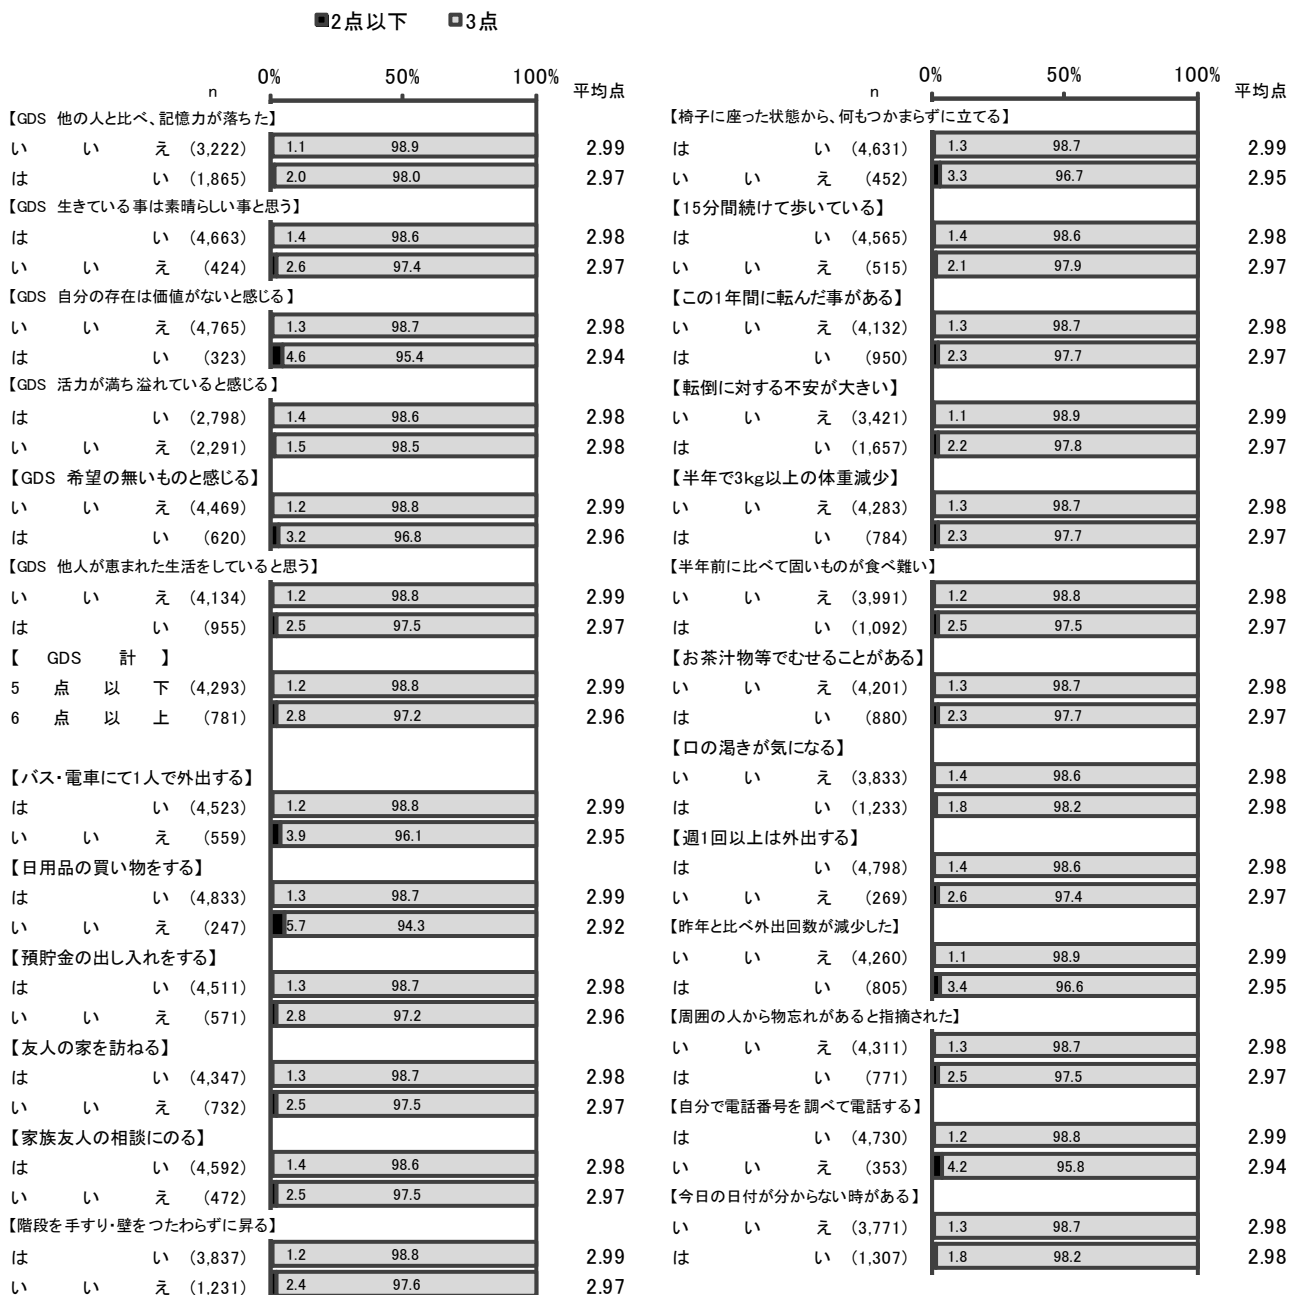 ■2点以下 □3点
0% 50% 100%
n 平均点
【GDS 他の人と比べ、記憶力が落ちた】
いいえ (3,222) 1.1 98.9 2.99
はい (1,865) 2.0 98.0 2.97
【GDS 生きている事は素晴らしい事と思う】
はい (4,663) 1.4 98.6 2.98
いいえ (424) 2.6 97.4 2.97
【GDS 自分の存在は価値がないと感じる】
いいえ (4,765) 1.3 98.7 2.98
はい (323) 4.6 95.4 2.94
【GDS 活力が満ち溢れていると感じる】
はい (2,798) 1.4 98.6 2.98
いいえ (2,291) 1.5 98.5 2.98
【GDS 希望の無いものと感じる】
いいえ (4,469) 1.2 98.8 2.99
はい (620) 3.2 96.8 2.96
【GDS 他人が恵まれた生活をしていると思う】
いいえ (4,134) 1.2 98.8 2.99
はい (955) 2.5 97.5 2.97
【 GDS 計 】
5点以下 (4,293) 1.2 98.8 2.99
6点以上 (781) 2.8 97.2 2.96
【バス・電車にて1人で外出する】
はい (4,523) 1.2 98.8 2.99
いいえ (559) 3.9 96.1 2.95
【日用品の買い物をする】
はい (4,833) 1.3 98.7 2.99
いいえ (247) 5.7 94.3 2.92
【預貯金の出し入れをする】
はい (4,511) 1.3 98.7 2.98
いいえ (571) 2.8 97.2 2.96
【友人の家を訪ねる】
はい (4,347) 1.3 98.7 2.98
いいえ (732) 2.5 97.5 2.97
【家族友人の相談にのる】
はい (4,592) 1.4 98.6 2.98
いいえ (472) 2.5 97.5 2.97
【階段を手すり・壁をつたわらずに昇る】
はい (3,837) 1.2 98.8 2.99
いいえ (1,231) 2.4 97.6 2.97
0% 50% 100%
n 平均点
【椅子に座った状態から、何もつかまらずに立てる】
はい (4,631) 1.3 98.7 2.99
いいえ (452) 3.3 96.7 2.95
【15分間続けて歩いている】
はい (4,565) 1.4 98.6 2.98
いいえ (515) 2.1 97.9 2.97
【この1年間に転んだ事がある】
いいえ (4,132) 1.3 98.7 2.98
はい (950) 2.3 97.7 2.97
【転倒に対する不安が大きい】
いいえ (3,421) 1.1 98.9 2.99
はい (1,657) 2.2 97.8 2.97
【半年で3kg以上の体重減少】
いいえ (4,283) 1.3 98.7 2.98
はい (784) 2.3 97.7 2.97
【半年前に比べて固いものが食べ難い】
いいえ (3,991) 1.2 98.8 2.98
はい (1,092) 2.5 97.5 2.97
【お茶汁物等でむせることがある】
いいえ (4,201) 1.3 98.7 2.98
はい (880) 2.3 97.7 2.97
【口の渇きが気になる】
いいえ (3,833) 1.4 98.6 2.98
はい (1,233) 1.8 98.2 2.98
【週1回以上は外出する】
はい (4,798) 1.4 98.6 2.98
いいえ (269) 2.6 97.4 2.97
【昨年と比べ外出回数が減少した】
いいえ (4,260) 1.1 98.9 2.99
はい (805) 3.4 96.6 2.95
【周囲の人から物忘れがあると指摘された】
いいえ (4,311) 1.3 98.7 2.98
はい (771) 2.5 97.5 2.97
【自分で電話番号を調べて電話する】
はい (4,730) 1.2 98.8 2.99
いいえ (353) 4.2 95.8 2.94
【今日の日付が分からない時がある】
いいえ (3,771) 1.3 98.7 2.98
はい (1,307) 1.8 98.2 2.98